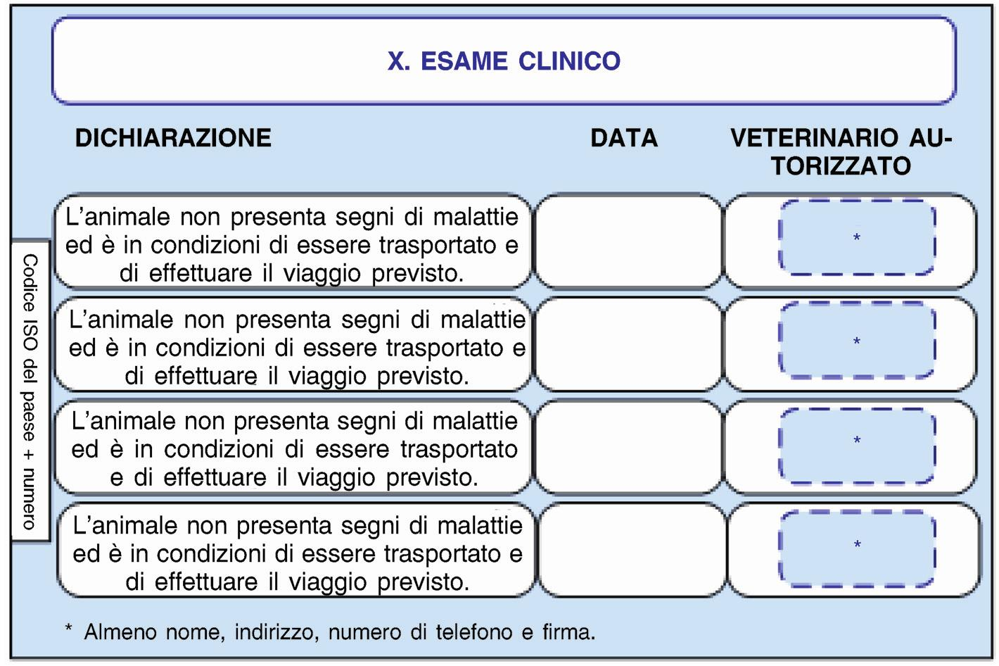 X. ESAME CLINICO
DICHIARAZIONE
DATA
VETERINARIO AU-
TORIZZATO
L'animale non presenta segni di malattie
ed è in condizioni di essere trasportato e
di effettuare il viaggio previsto.
*
L'animale non presenta segni di malattie
ed è in condizioni di essere trasportato e
di effettuare il viaggio previsto.
*
L'animale non presenta segni di malattie
ed è in condizioni di essere trasportato
e di effettuare il viaggio previsto.
*
L'animale non presenta segni di malattie
ed è in condizioni di essere trasportato e
di effettuare il viaggio previsto.
*
Codice ISO del paese + numero
* Almeno nome, indirizzo, numero di telefono e firma.